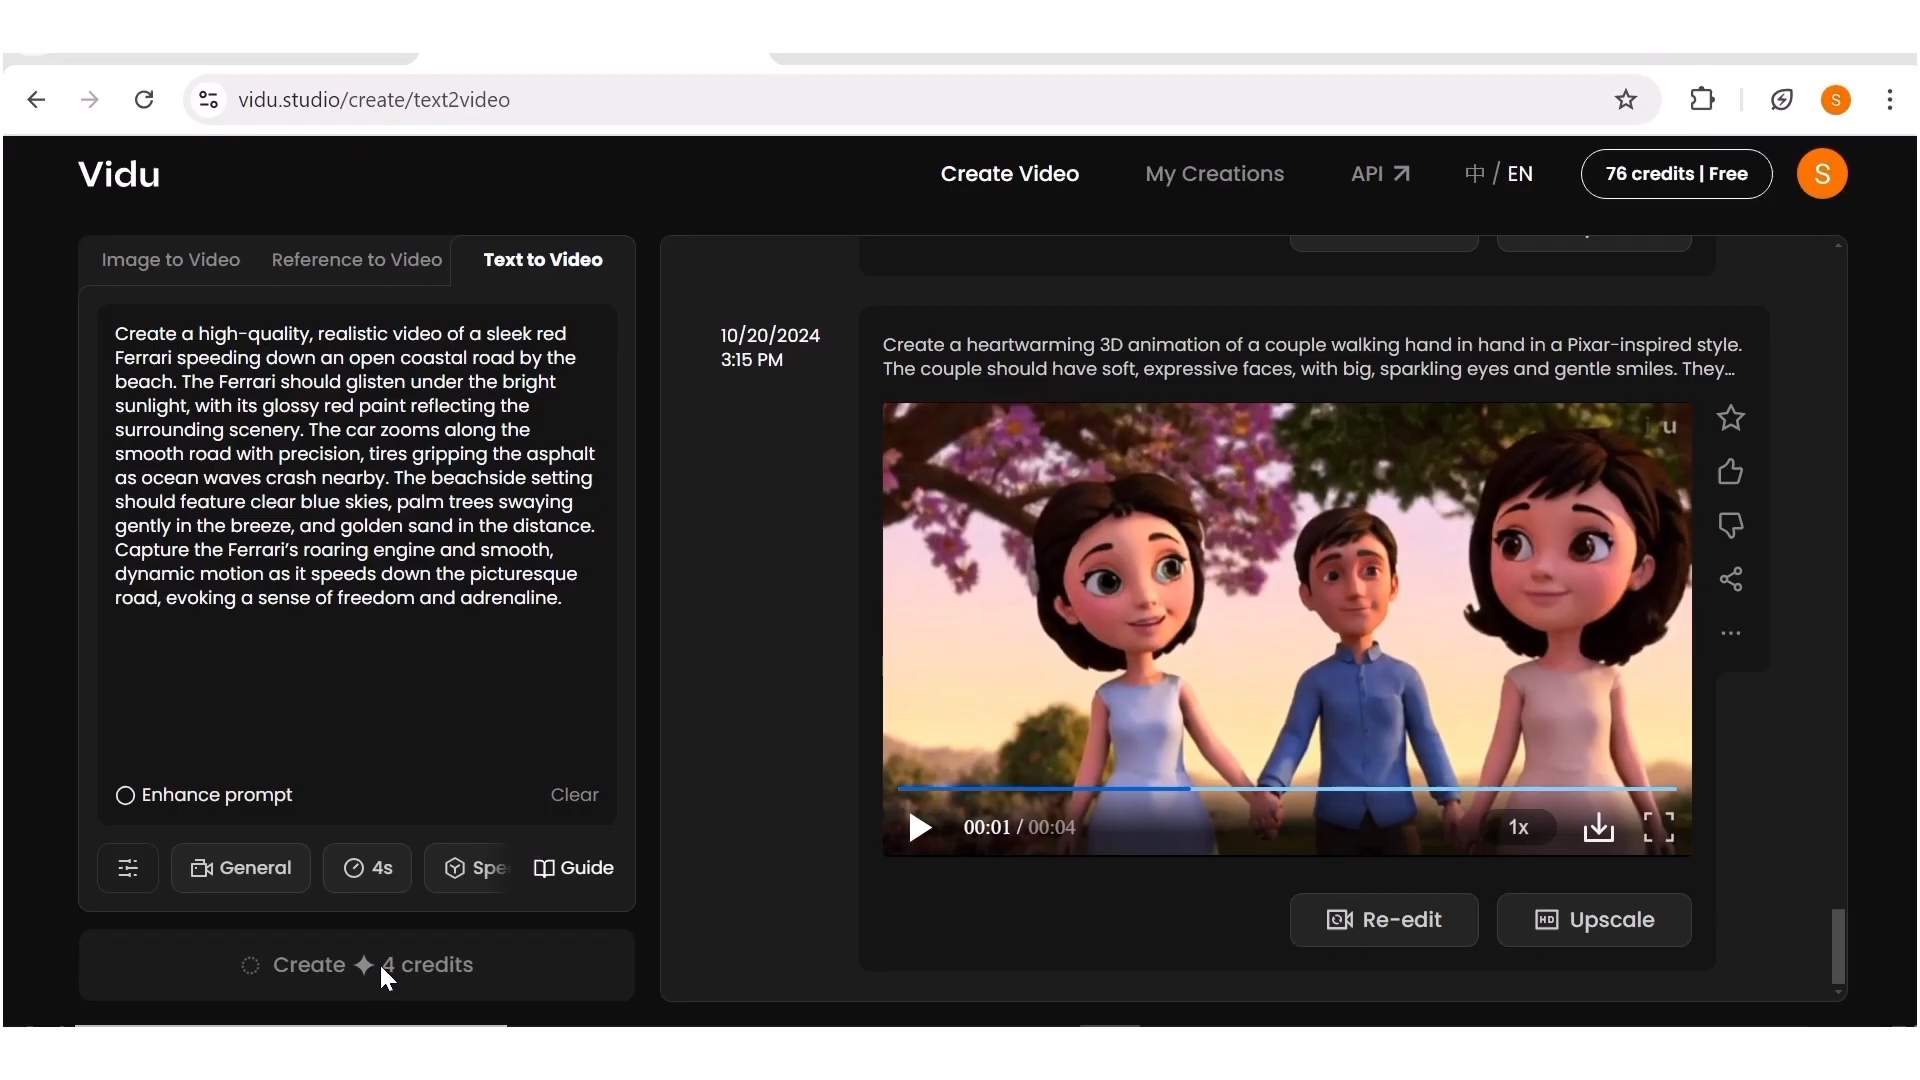 vidu.studio/create/text2video
S
Vidu
Create Video
My Creations
API
中 / EN
76 credits | Free
S
Image to Video
Reference to Video
Text to Video
Create a high-quality, realistic video of a sleek red
Ferrari speeding down an open coastal road by the
beach. The Ferrari should glisten under the bright
sunlight, with its glossy red paint reflecting the
surrounding scenery. The car zooms along the
smooth road with precision, tires gripping the asphalt
as ocean waves crash nearby. The beachside setting
should feature clear blue skies, palm trees swaying
gently in the breeze, and golden sand in the distance.
Capture the Ferrari’s roaring engine and smooth,
dynamic motion as it speeds down the picturesque
road, evoking a sense of freedom and adrenaline.
Enhance prompt
Clear
General
4s
Spe
Guide
Create 4 credits
10/20/2024
3:15 PM
Create a heartwarming 3D animation of a couple walking hand in hand in a Pixar-inspired style.
The couple should have soft, expressive faces, with big, sparkling eyes and gentle smiles. They...
u
00:01 / 00:04
1x
Re-edit
HD
Upscale